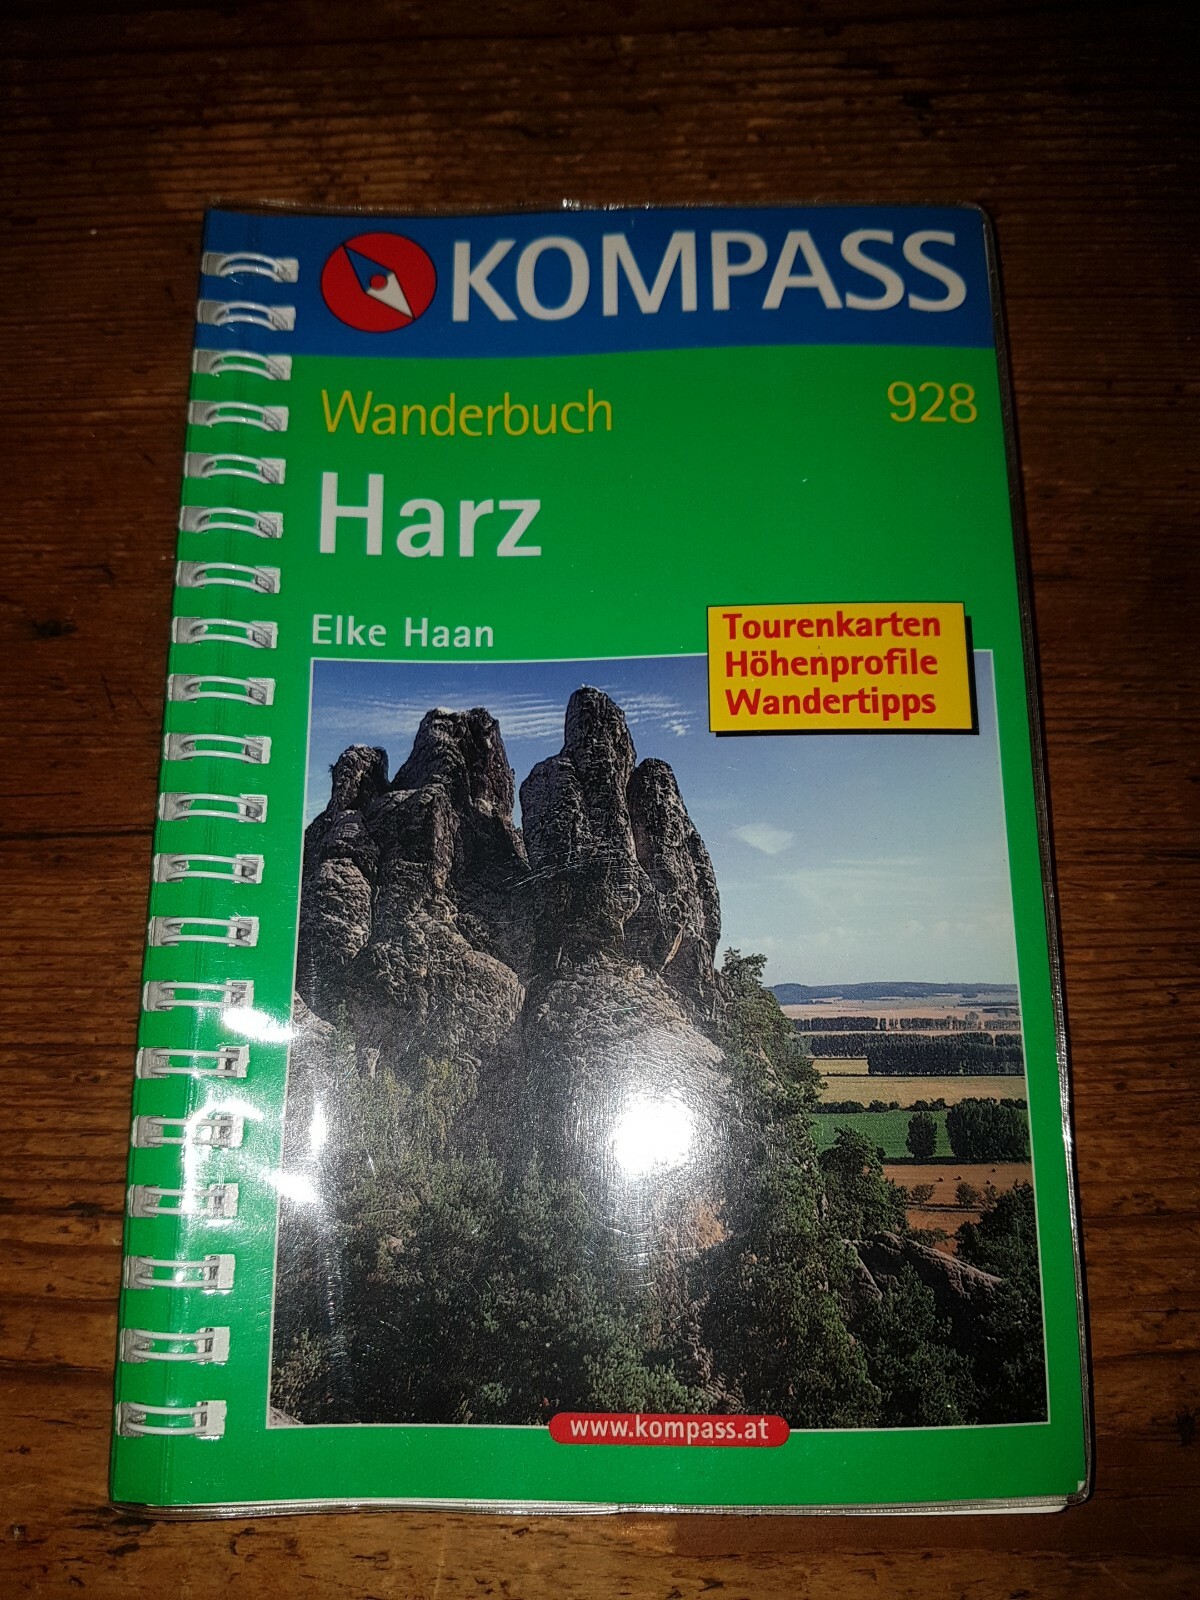 KOMPASS
Wanderbuch 928
Harz
Elke Haan
Tourenkarten
Höhenprofile
Wandertipps
www.kompass.at